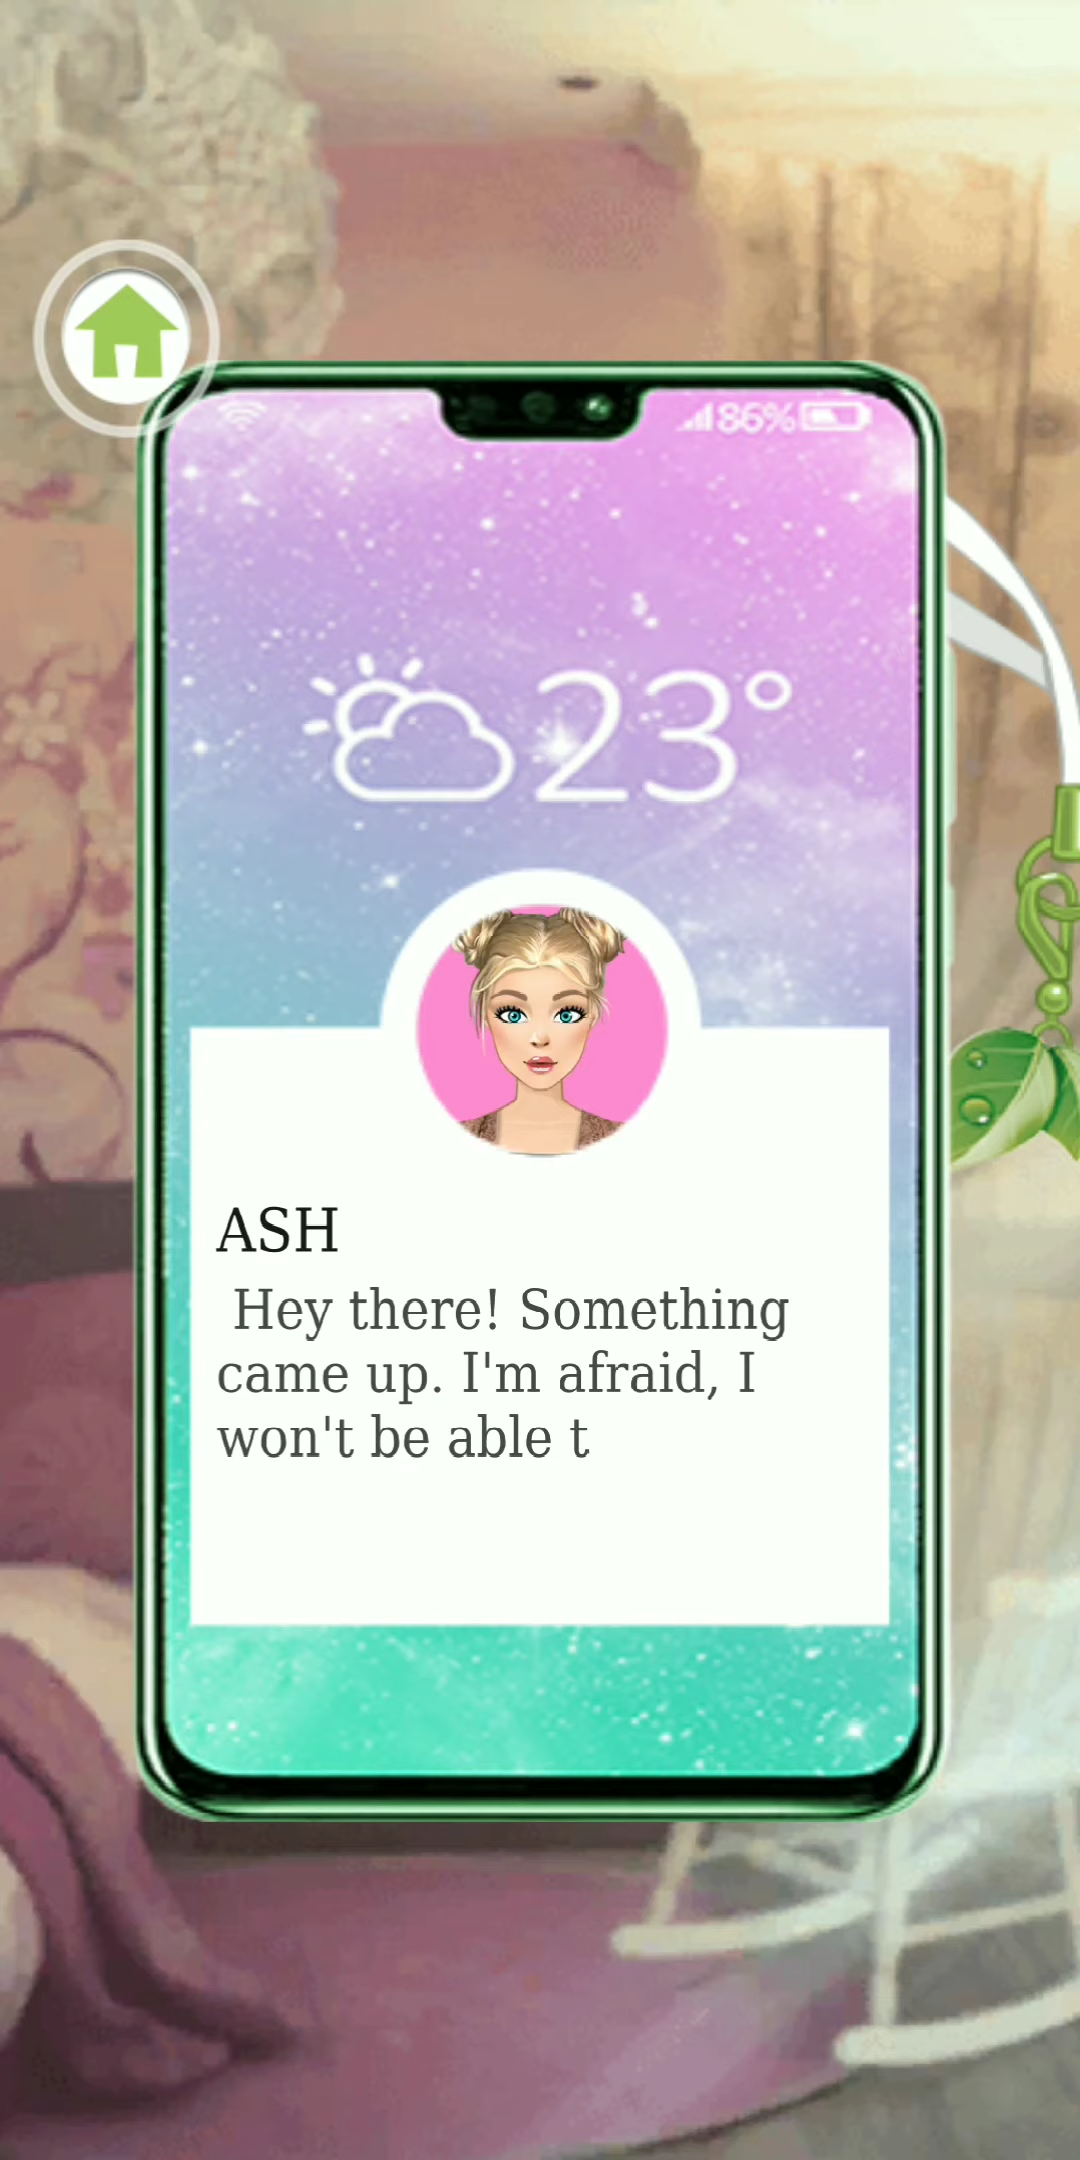 86%
23°
ASH
Hey there! Something
came up. I'm afraid, I
won't be able t